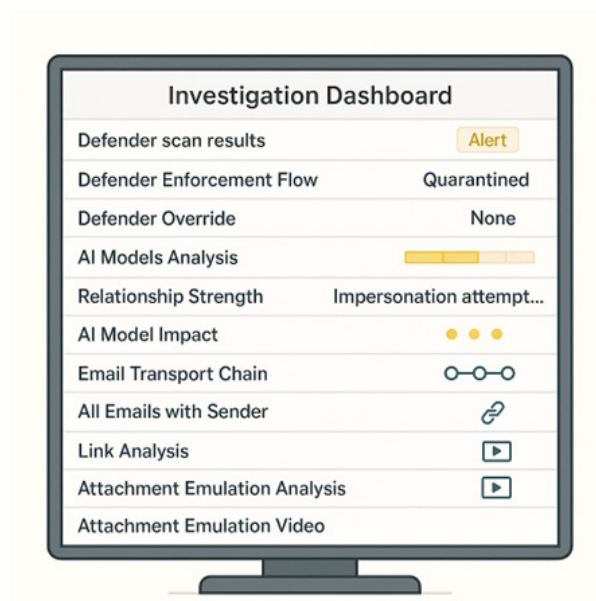 Investigation Dashboard
Defender scan results Alert
Defender Enforcement Flow Quarantined
Defender Override None
AI Models Analysis
Relationship Strength Impersonation attempt...
AI Model Impact
Email Transport Chain
All Emails with Sender
Link Analysis
Attachment Emulation Analysis
Attachment Emulation Video